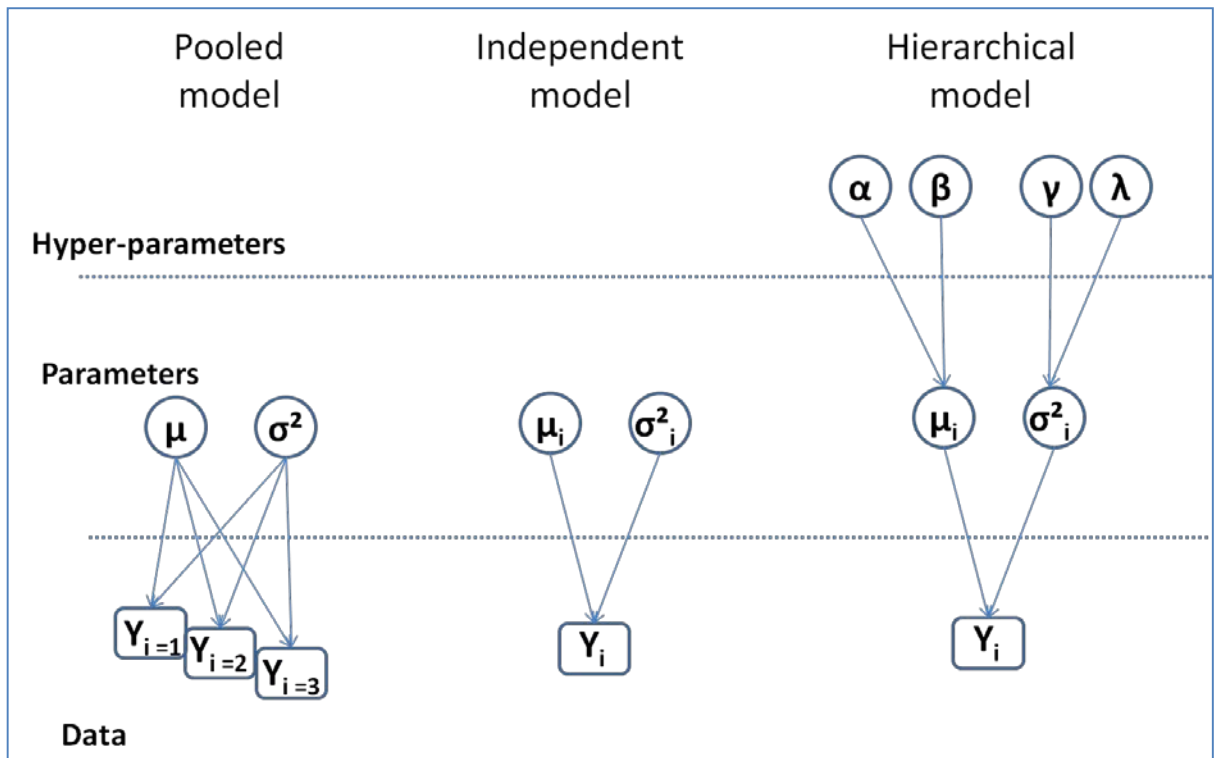 Pooled
model
Independent
model
Hierarchical
model
α β γ λ
Hyper-parameters
Parameters
μ σ² μᵢ σ²ᵢ μᵢ σ²ᵢ
Yᵢ ₌₁
Yᵢ ₌₂
Yᵢ ₌₃
Yᵢ
Yᵢ
Data